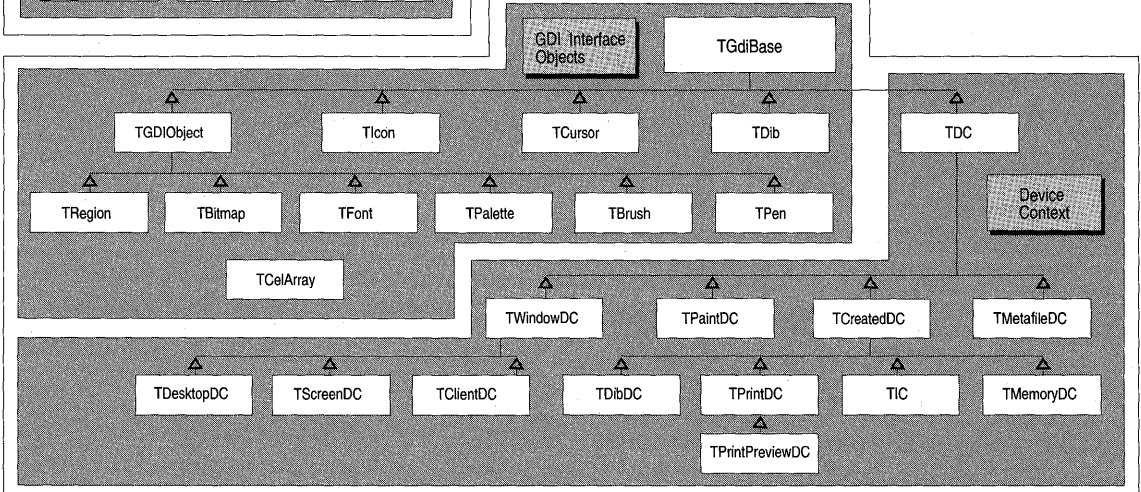 GDI Interface
Objects
TGdiBase
TGDIObject
TIcon
TCursor
TDib
TDC
TRegion
TBitmap
TFont
TPalette
TBrush
TPen
Device
Context
TCelArray
TWindowDC
TPaintDC
TCreatedDC
TMetafileDC
TDesktopDC
TScreenDC
TClientDC
TDibDC
TPrintDC
TIC
TMemoryDC
TPrintPreviewDC